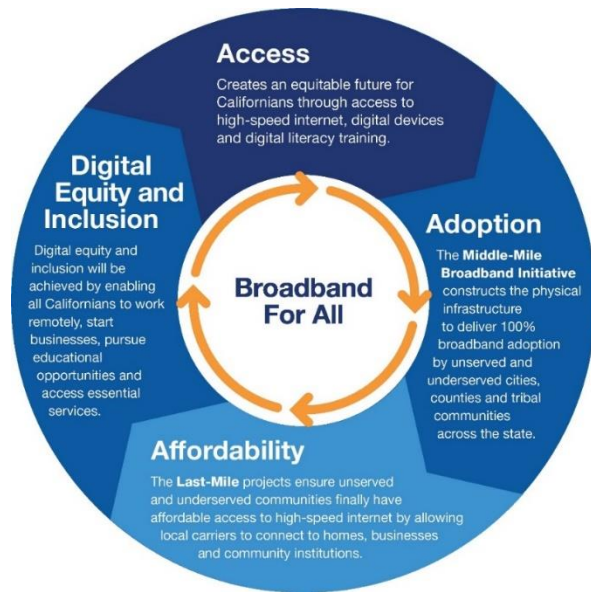 Access
Creates an equitable future for
Californians through access to
high-speed internet, digital devices
and digital literacy training.
Adoption
The Middle-Mile
Broadband Initiative
constructs the physical
infrastructure
to deliver 100%
broadband adoption
by unserved and
underserved cities,
counties and tribal
communities
across the state.
Affordability
The Last-Mile projects ensure unserved
and underserved communities finally have
affordable access to high-speed internet by allowing
local carriers to connect to homes, businesses
and community institutions.
Digital
Equity and
Inclusion
Digital equity and
inclusion will be
achieved by enabling
all Californians to work
remotely, start
businesses, pursue
educational
opportunities and
access essential
services.
Broadband
For All